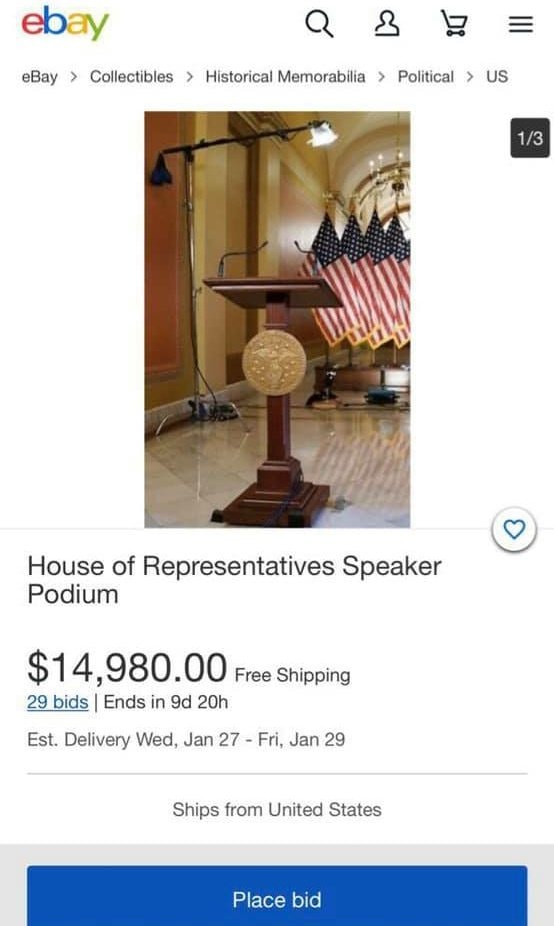 ebay
eBay > Collectibles > Historical Memorabilia > Political > US
1/3
House of Representatives Speaker
Podium
$14,980.00 Free Shipping
29 bids | Ends in 9d 20h
Est. Delivery Wed, Jan 27 - Fri, Jan 29
Ships from United States
Place bid